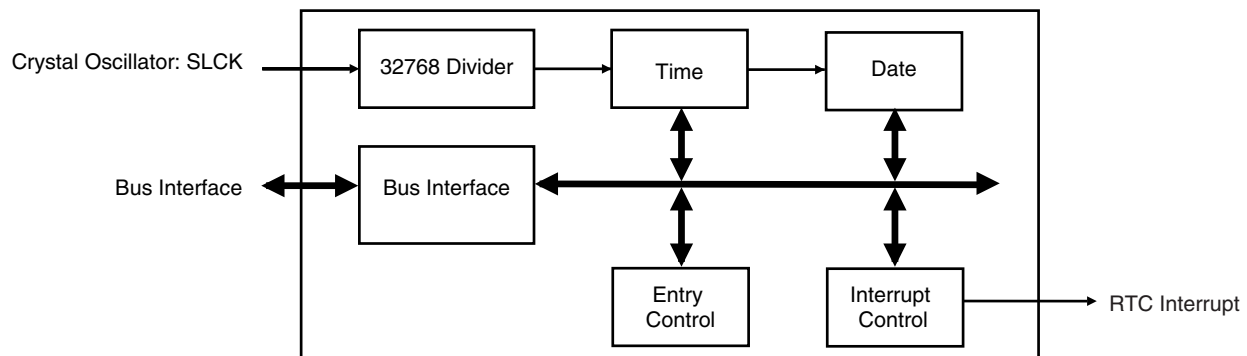 Crystal Oscillator: SLCK
32768 Divider
Time
Date
Bus Interface
Bus Interface
Entry
Control
Interrupt
Control
RTC Interrupt